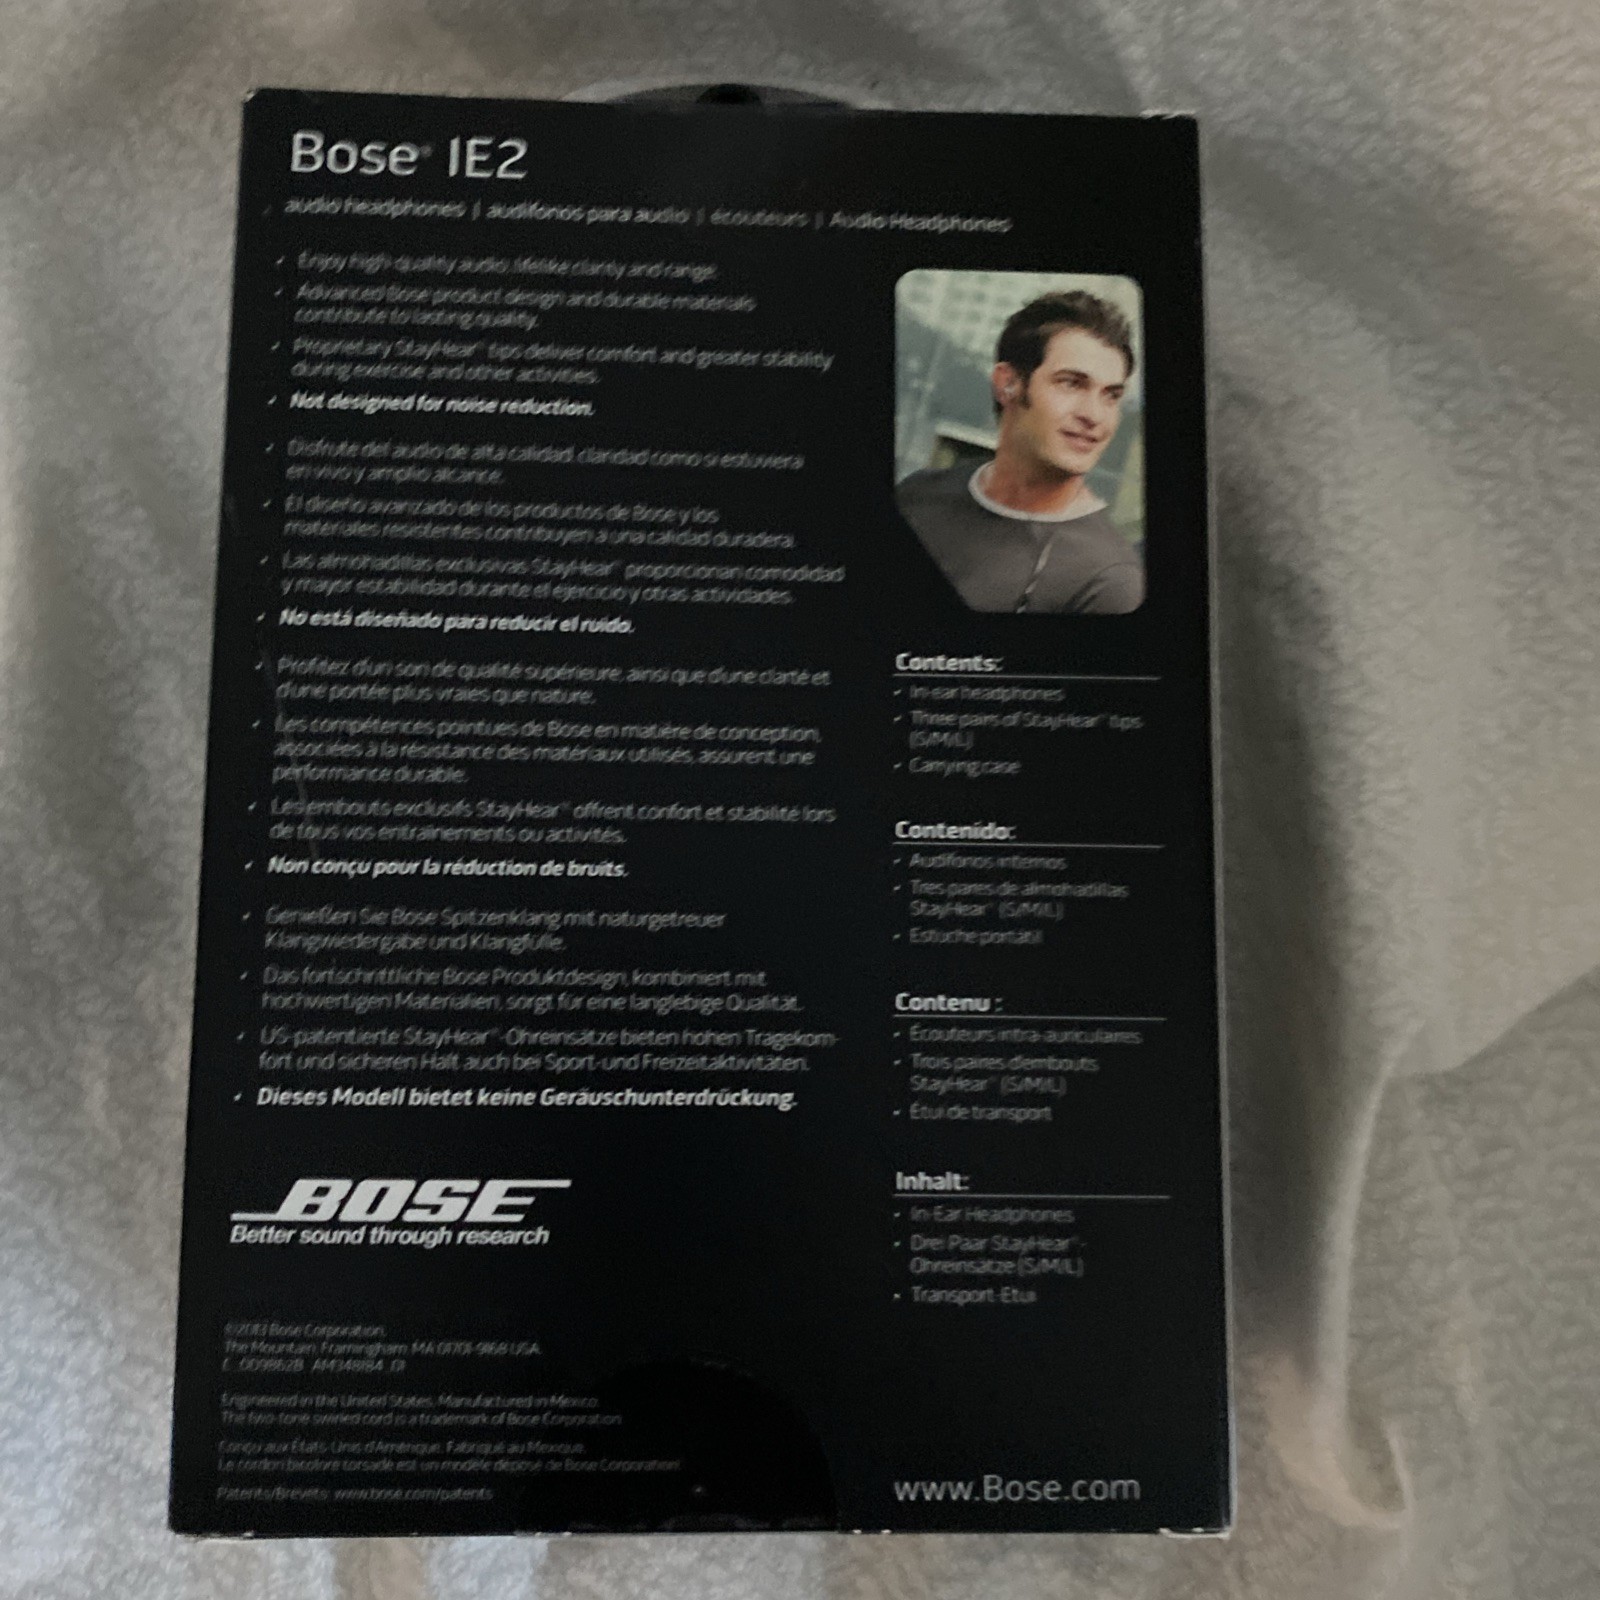 Bose® IE2
audio headphones | audífonos para audio | écouteurs | Audio Headphones
Enjoy high-quality audio, lifelike clarity and range.
Advanced Bose product design and durable materials
contribute to lasting quality.
Proprietary StayHear™ tips deliver comfort and greater stability
during exercise and other activities.
Not designed for noise reduction.
Disfrute del audio de alta calidad, claridad como si estuviera
en vivo y amplio alcance.
El diseño avanzado de los productos de Bose y los
materiales resistentes contribuyen a una calidad duradera.
Las almohadillas exclusivas StayHear™ proporcionan comodidad
y mayor estabilidad durante el ejercicio y otras actividades.
No está diseñado para reducir el ruido.
Profitez d'un son de qualité supérieure, ainsi que d'une clarté et
d'une portée plus vraies que nature.
Les compétences pointues de Bose en matière de conception,
associées à la résistance des matériaux utilisés, assurent une
performance durable.
Les embouts exclusifs StayHear™ offrent confort et stabilité lors
de tous vos entraînements ou activités.
Non conçu pour la réduction de bruits.
Genießen Sie Bose Spitzenklang mit naturgetreuer
Klangwiedergabe und Klangfülle.
Das fortschrittliche Bose Produktdesign, kombiniert mit
hochwertigen Materialien, sorgt für eine langlebige Qualität.
US-patentierte StayHear™-Ohreinsätze bieten hohen Tragekom-
fort und sicheren Halt auch bei Sport- und Freizeitaktivitäten.
Dieses Modell bietet keine Geräuschunterdrückung.
BOSE
Better sound through research
©2013 Bose Corporation,
The Mountain, Framingham, MA 01701-9168 USA
Engineered in the United States, Manufactured in Mexico.
The two-tone swirled cord is a trademark of Bose Corporation.
Conçu aux États-Unis d'Amérique. Fabriqué au Mexique.
Le cordon bicolore torsadé est un modèle déposé de Bose Corporation.
Patents/Brevets: www.bose.com/patents
Contents:
• In-ear headphones
• Three pairs of StayHear™ tips
(S/M/L)
• Carrying case
Contenido:
• Audífonos internos
• Tres pares de almohadillas
StayHear™ (S/M/L)
• Estuche portátil
Contenu :
• Écouteurs intra-auriculaires
• Trois paires d'embouts
StayHear™ (S/M/L)
• Étui de transport
Inhalt:
• In-Ear Headphones
• Drei Paar StayHear™-
Ohreinsätze (S/M/L)
• Transport-Etui
www.Bose.com